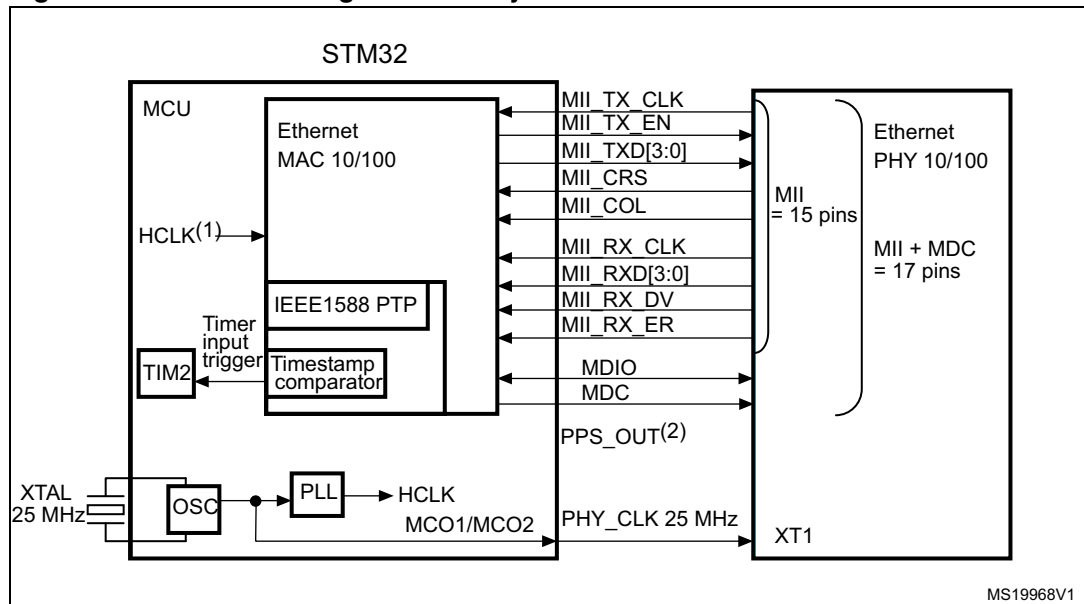 STM32
MCU
Ethernet
MAC 10/100
HCLK(1)
IEEE1588 PTP
Timer
input
trigger
Timestamp
comparator
TIM2
XTAL
25 MHz
OSC
PLL
HCLK
MCO1/MCO2
MII_TX_CLK
MII_TX_EN
MII_TXD[3:0]
MII_CRS
MII_COL
MII_RX_CLK
MII_RXD[3:0]
MII_RX_DV
MII_RX_ER
MDIO
MDC
PPS_OUT(2)
PHY_CLK 25 MHz
MII
= 15 pins
Ethernet
PHY 10/100
MII + MDC
= 17 pins
XT1
MS19968V1